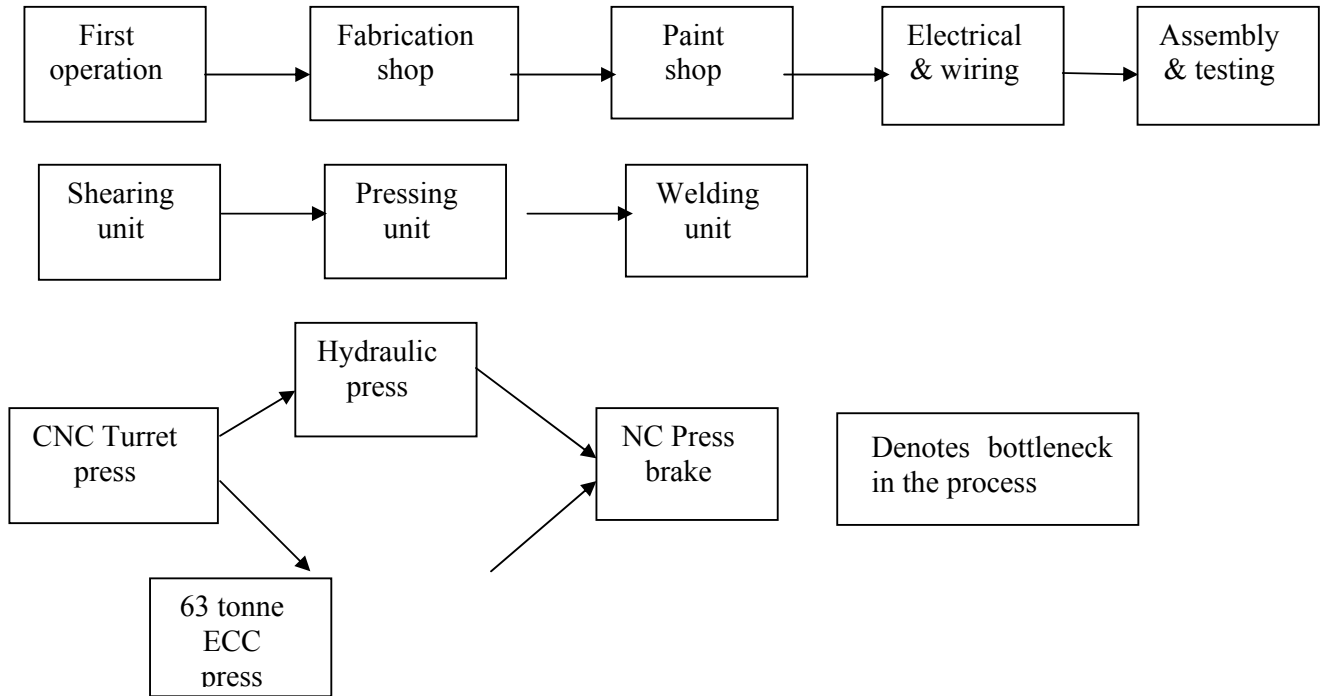 First
operation
Fabrication
shop
Paint
shop
Electrical
& wiring
Assembly
& testing
Shearing
unit
Pressing
unit
Welding
unit
Hydraulic
press
CNC Turret
press
NC Press
brake
Denotes bottleneck
in the process
63 tonne
ECC
press